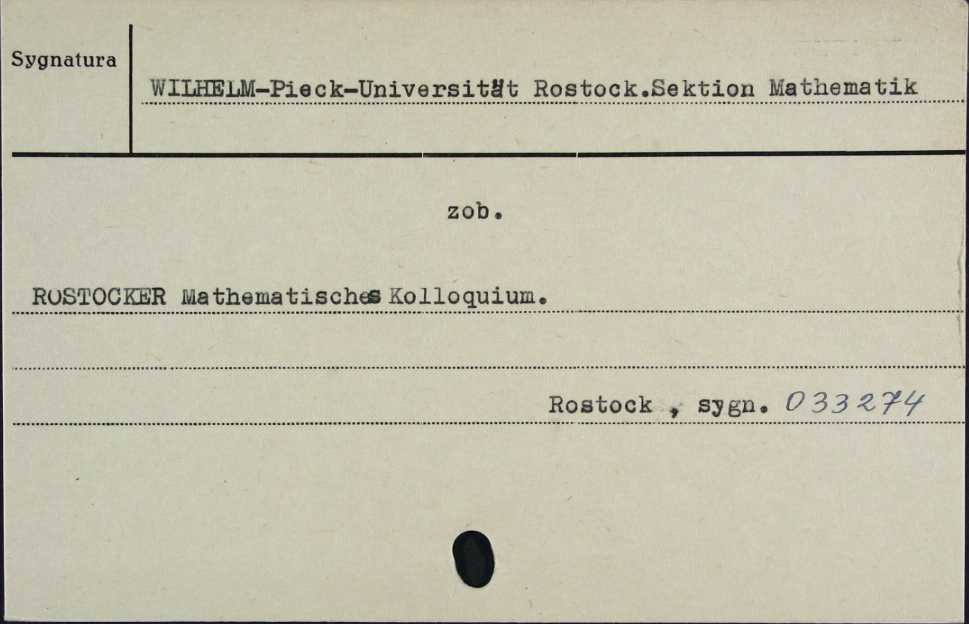 Sygnatura
WILHELM-Pieck-Universität Rostock.Sektion Mathematik
zob.
ROSTOCKER Mathematisches Kolloquium.
Rostock , sygn. 033274